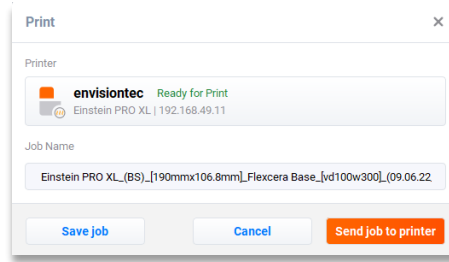 Print
Printer
envisiontec Ready for Print
Einstein PRO XL | 192.168.49.11
Job Name
Einstein PRO XL_(BS)_[190mmx106.8mm]_Flexcera Base_[vd100w300]_(09.06.22,
Save job Cancel Send job to printer